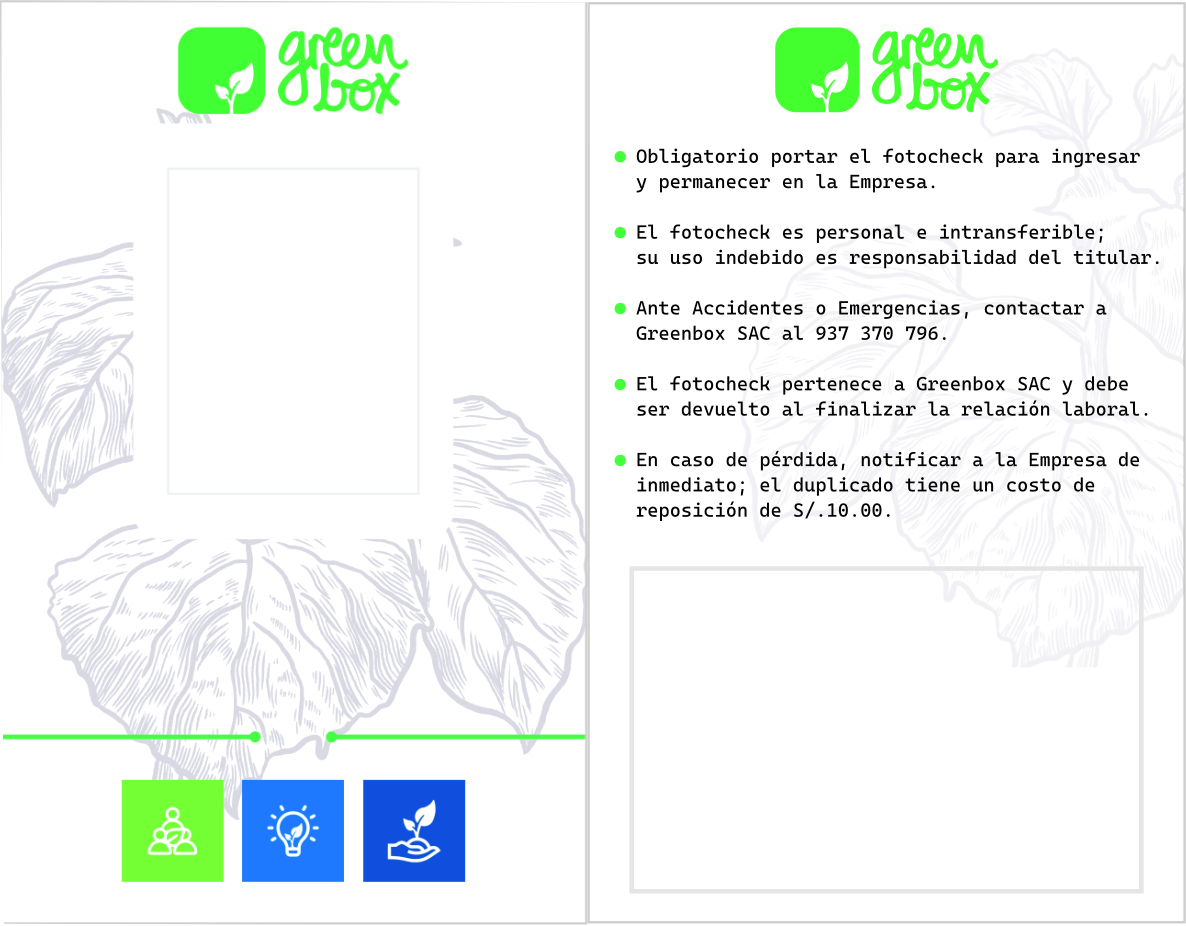 green
box
green
box
Obligatorio portar el fotocheck para ingresar
y permanecer en la Empresa.
El fotocheck es personal e intransferible;
su uso indebido es responsabilidad del titular.
Ante Accidentes o Emergencias, contactar a
Greenbox SAC al 937 370 796.
El fotocheck pertenece a Greenbox SAC y debe
ser devuelto al finalizar la relación laboral.
En caso de pérdida, notificar a la Empresa de
inmediato; el duplicado tiene un costo de
reposición de S/.10.00.